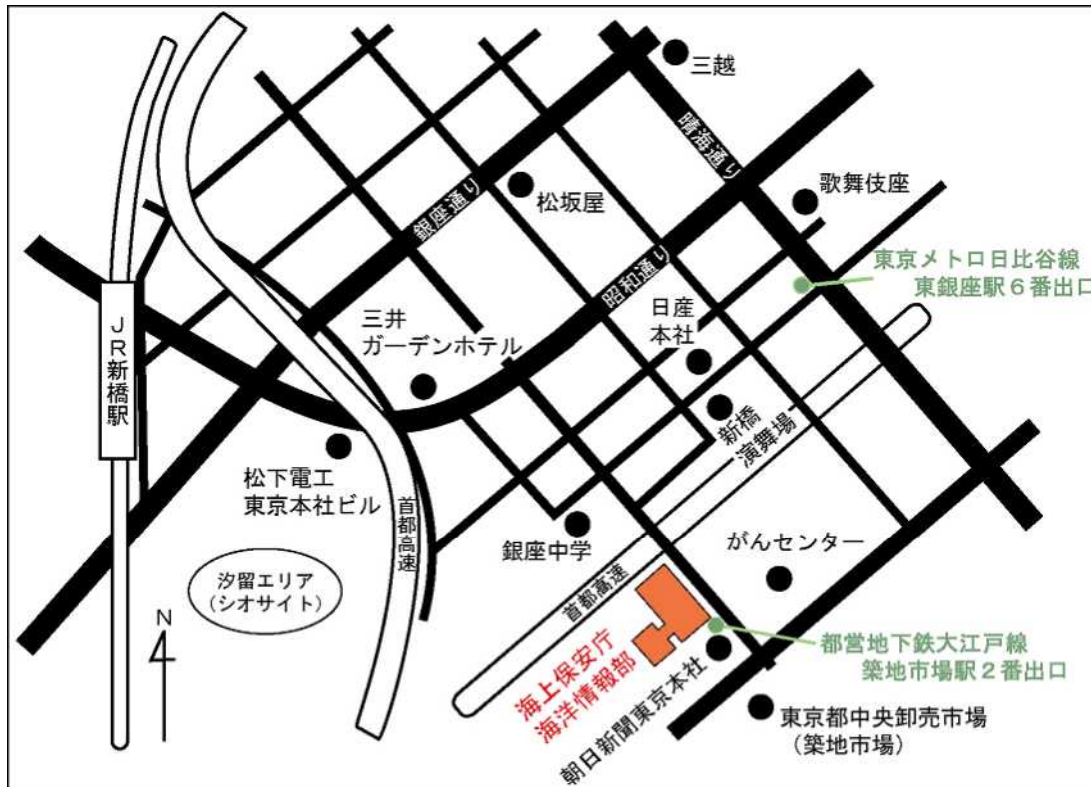 三越
晴海通り
歌舞伎座
銀座通り
松坂屋
東京メトロ日比谷線
東銀座駅6番出口
昭和通り
日産
本社
三井
ガーデンホテル
JR新橋駅
新橋
演舞場
松下電工
東京本社ビル
首都高速
銀座中学
がんセンター
汐留エリア
(シオサイト)
首都高速
N
海上保安庁
海洋情報部
都営地下鉄大江戸線
築地市場駅2番出口
朝日新聞東京本社
東京都中央卸売市場
(築地市場)